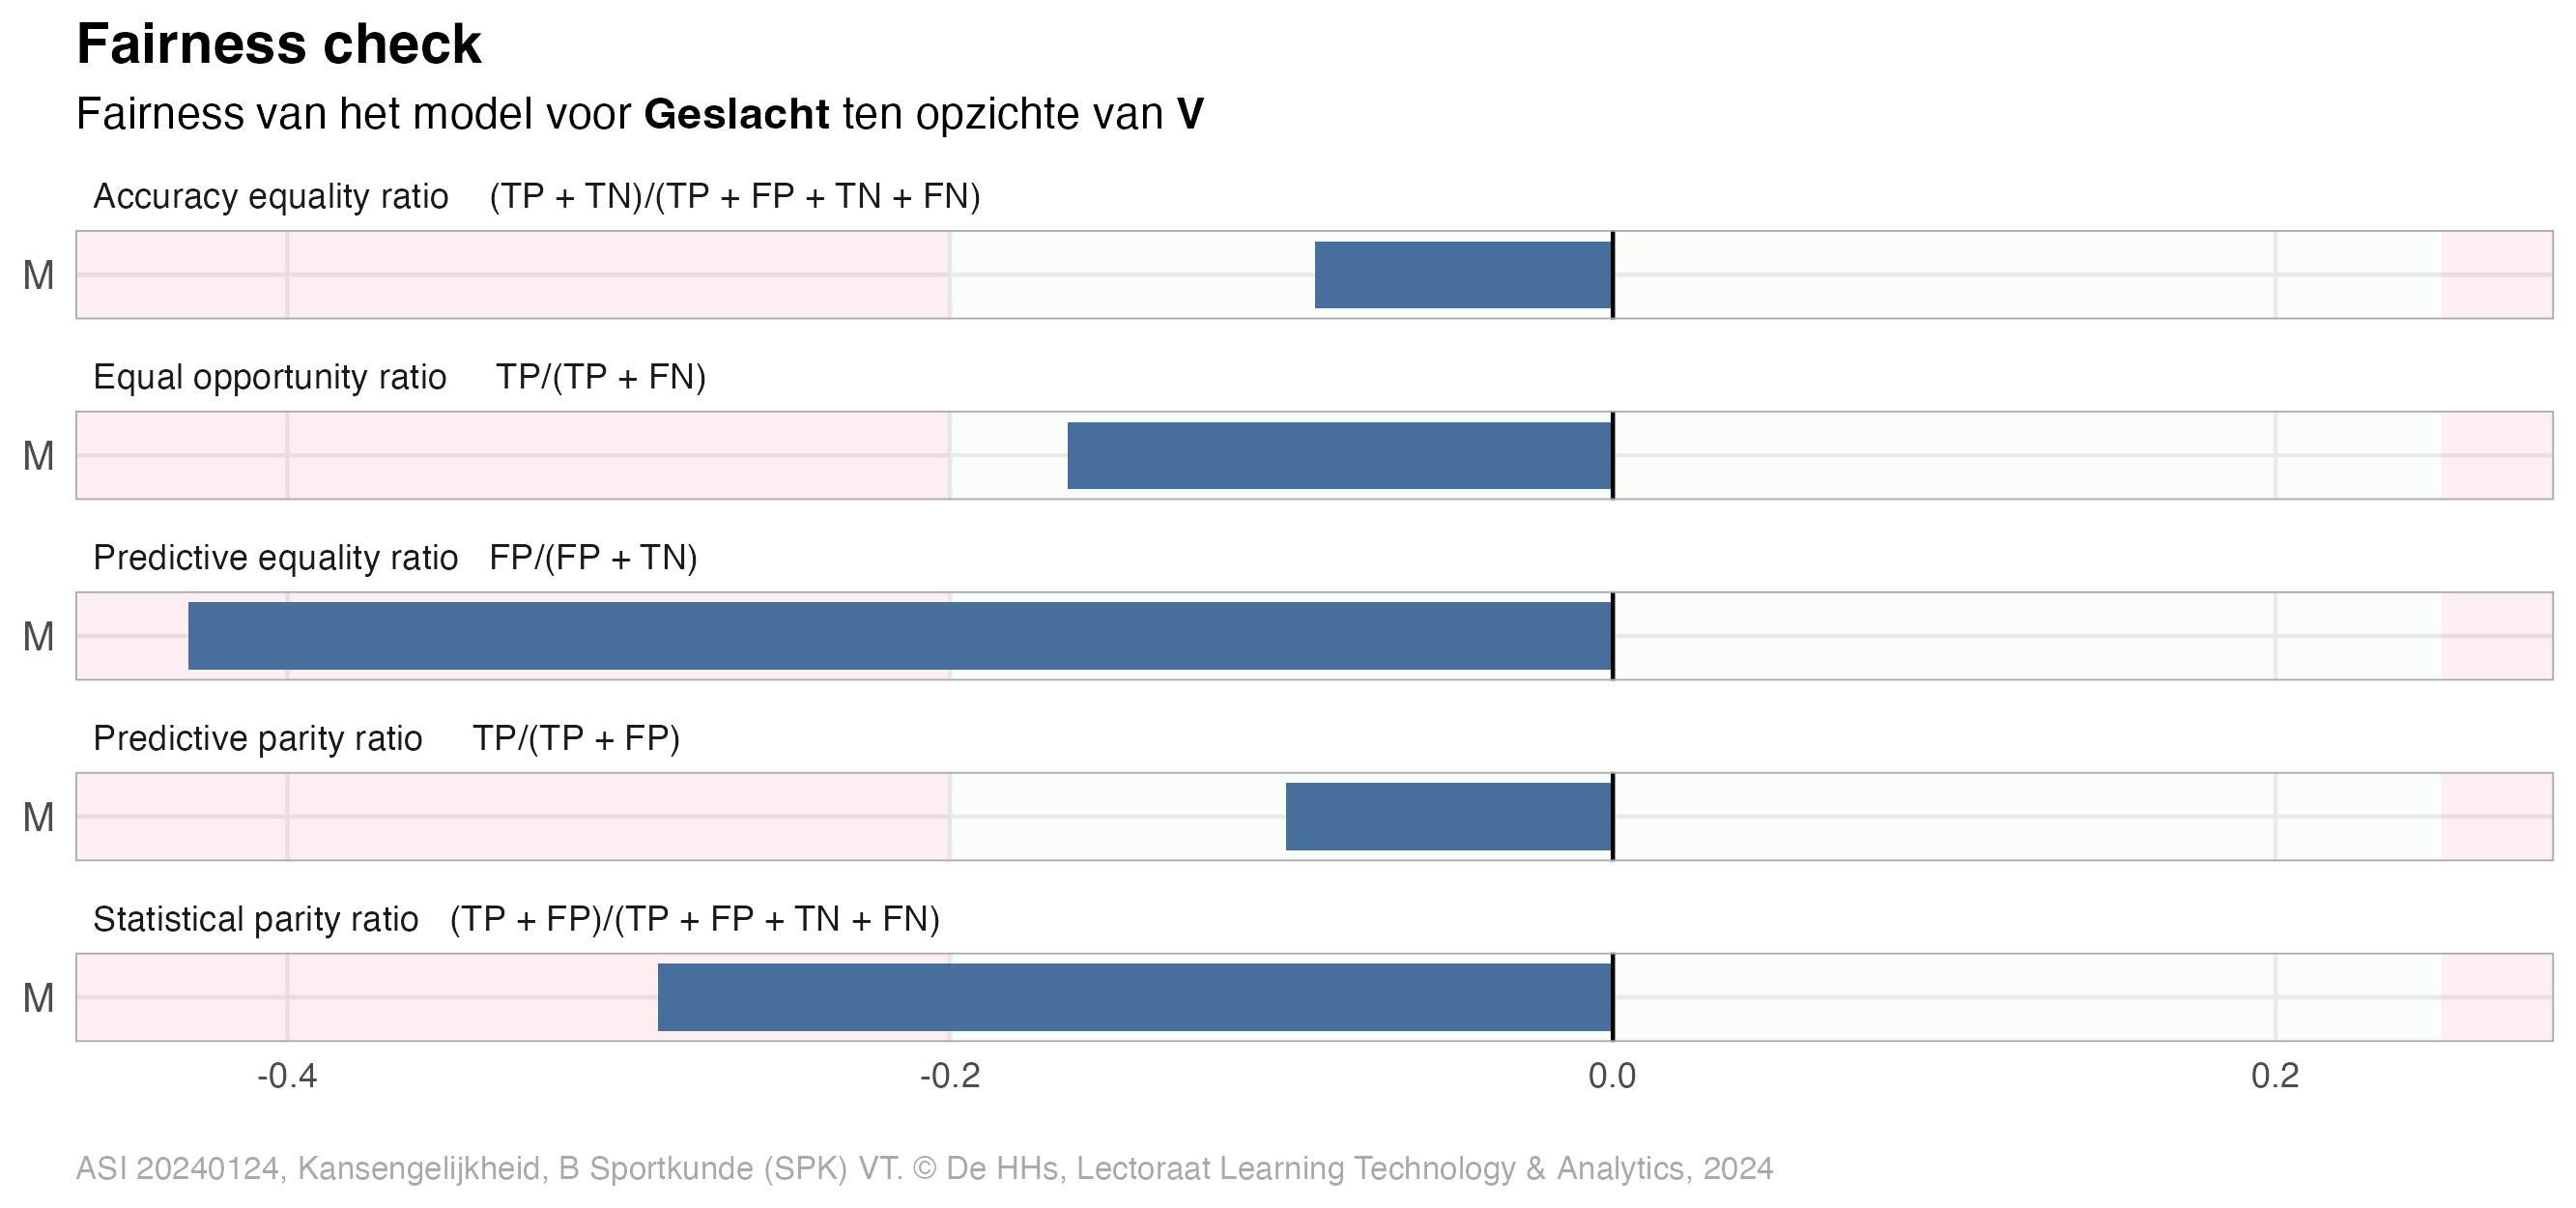 Fairness check
Fairness van het model voor Geslacht ten opzichte van V
Accuracy equality ratio (TP + TN)/(TP + FP + TN + FN)
M
Equal opportunity ratio TP/(TP + FN)
M
Predictive equality ratio FP/(FP + TN)
M
Predictive parity ratio TP/(TP + FP)
M
Statistical parity ratio (TP + FP)/(TP + FP + TN + FN)
M
-0.4 -0.2 0.0 0.2
ASI 20240124, Kansengelijkheid, B Sportkunde (SPK) VT. © De HHs, Lectoraat Learning Technology & Analytics, 2024